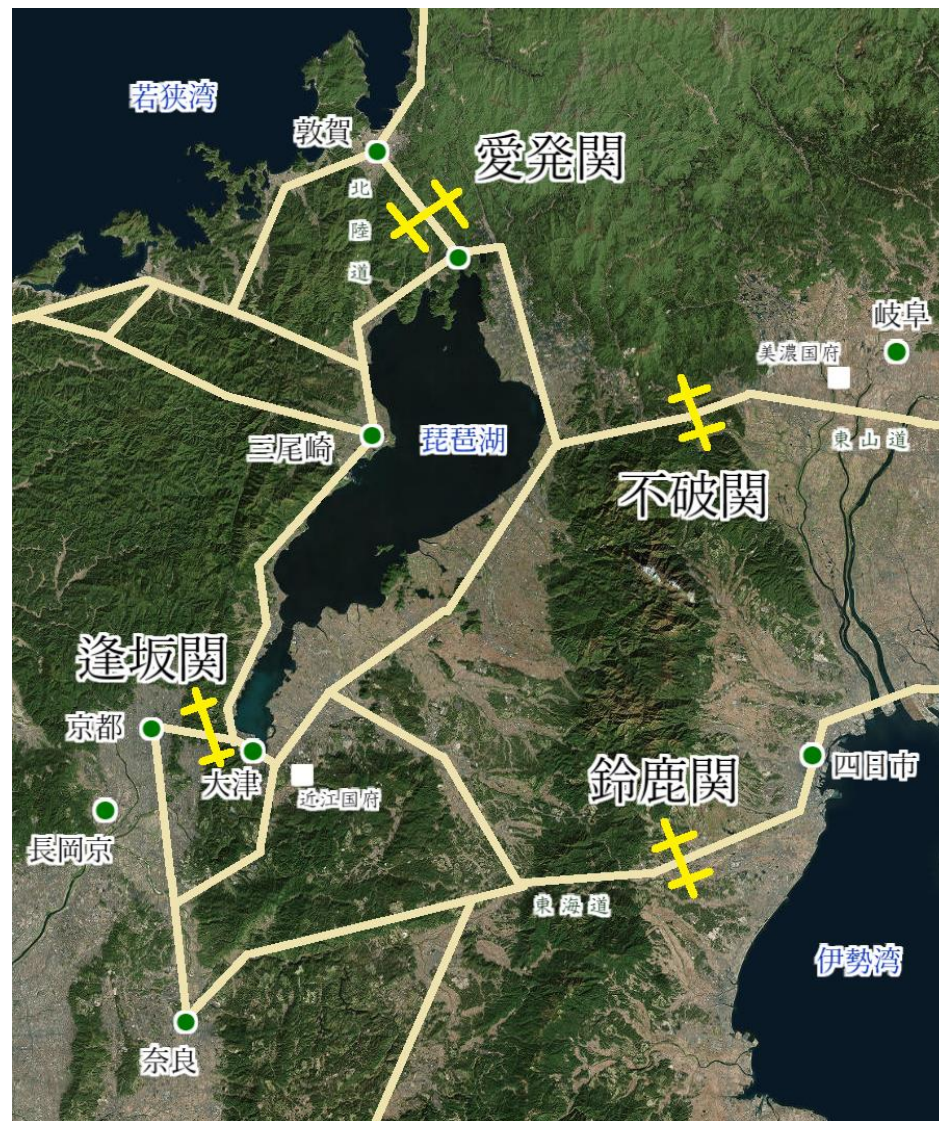 若狭湾
敦賀
愛発関
北陸道
岐阜
美濃国府
東山道
三尾崎
琵琶湖
不破関
逢坂関
京都
大津
近江国府
長岡京
鈴鹿関
四日市
東海道
伊勢湾
奈良